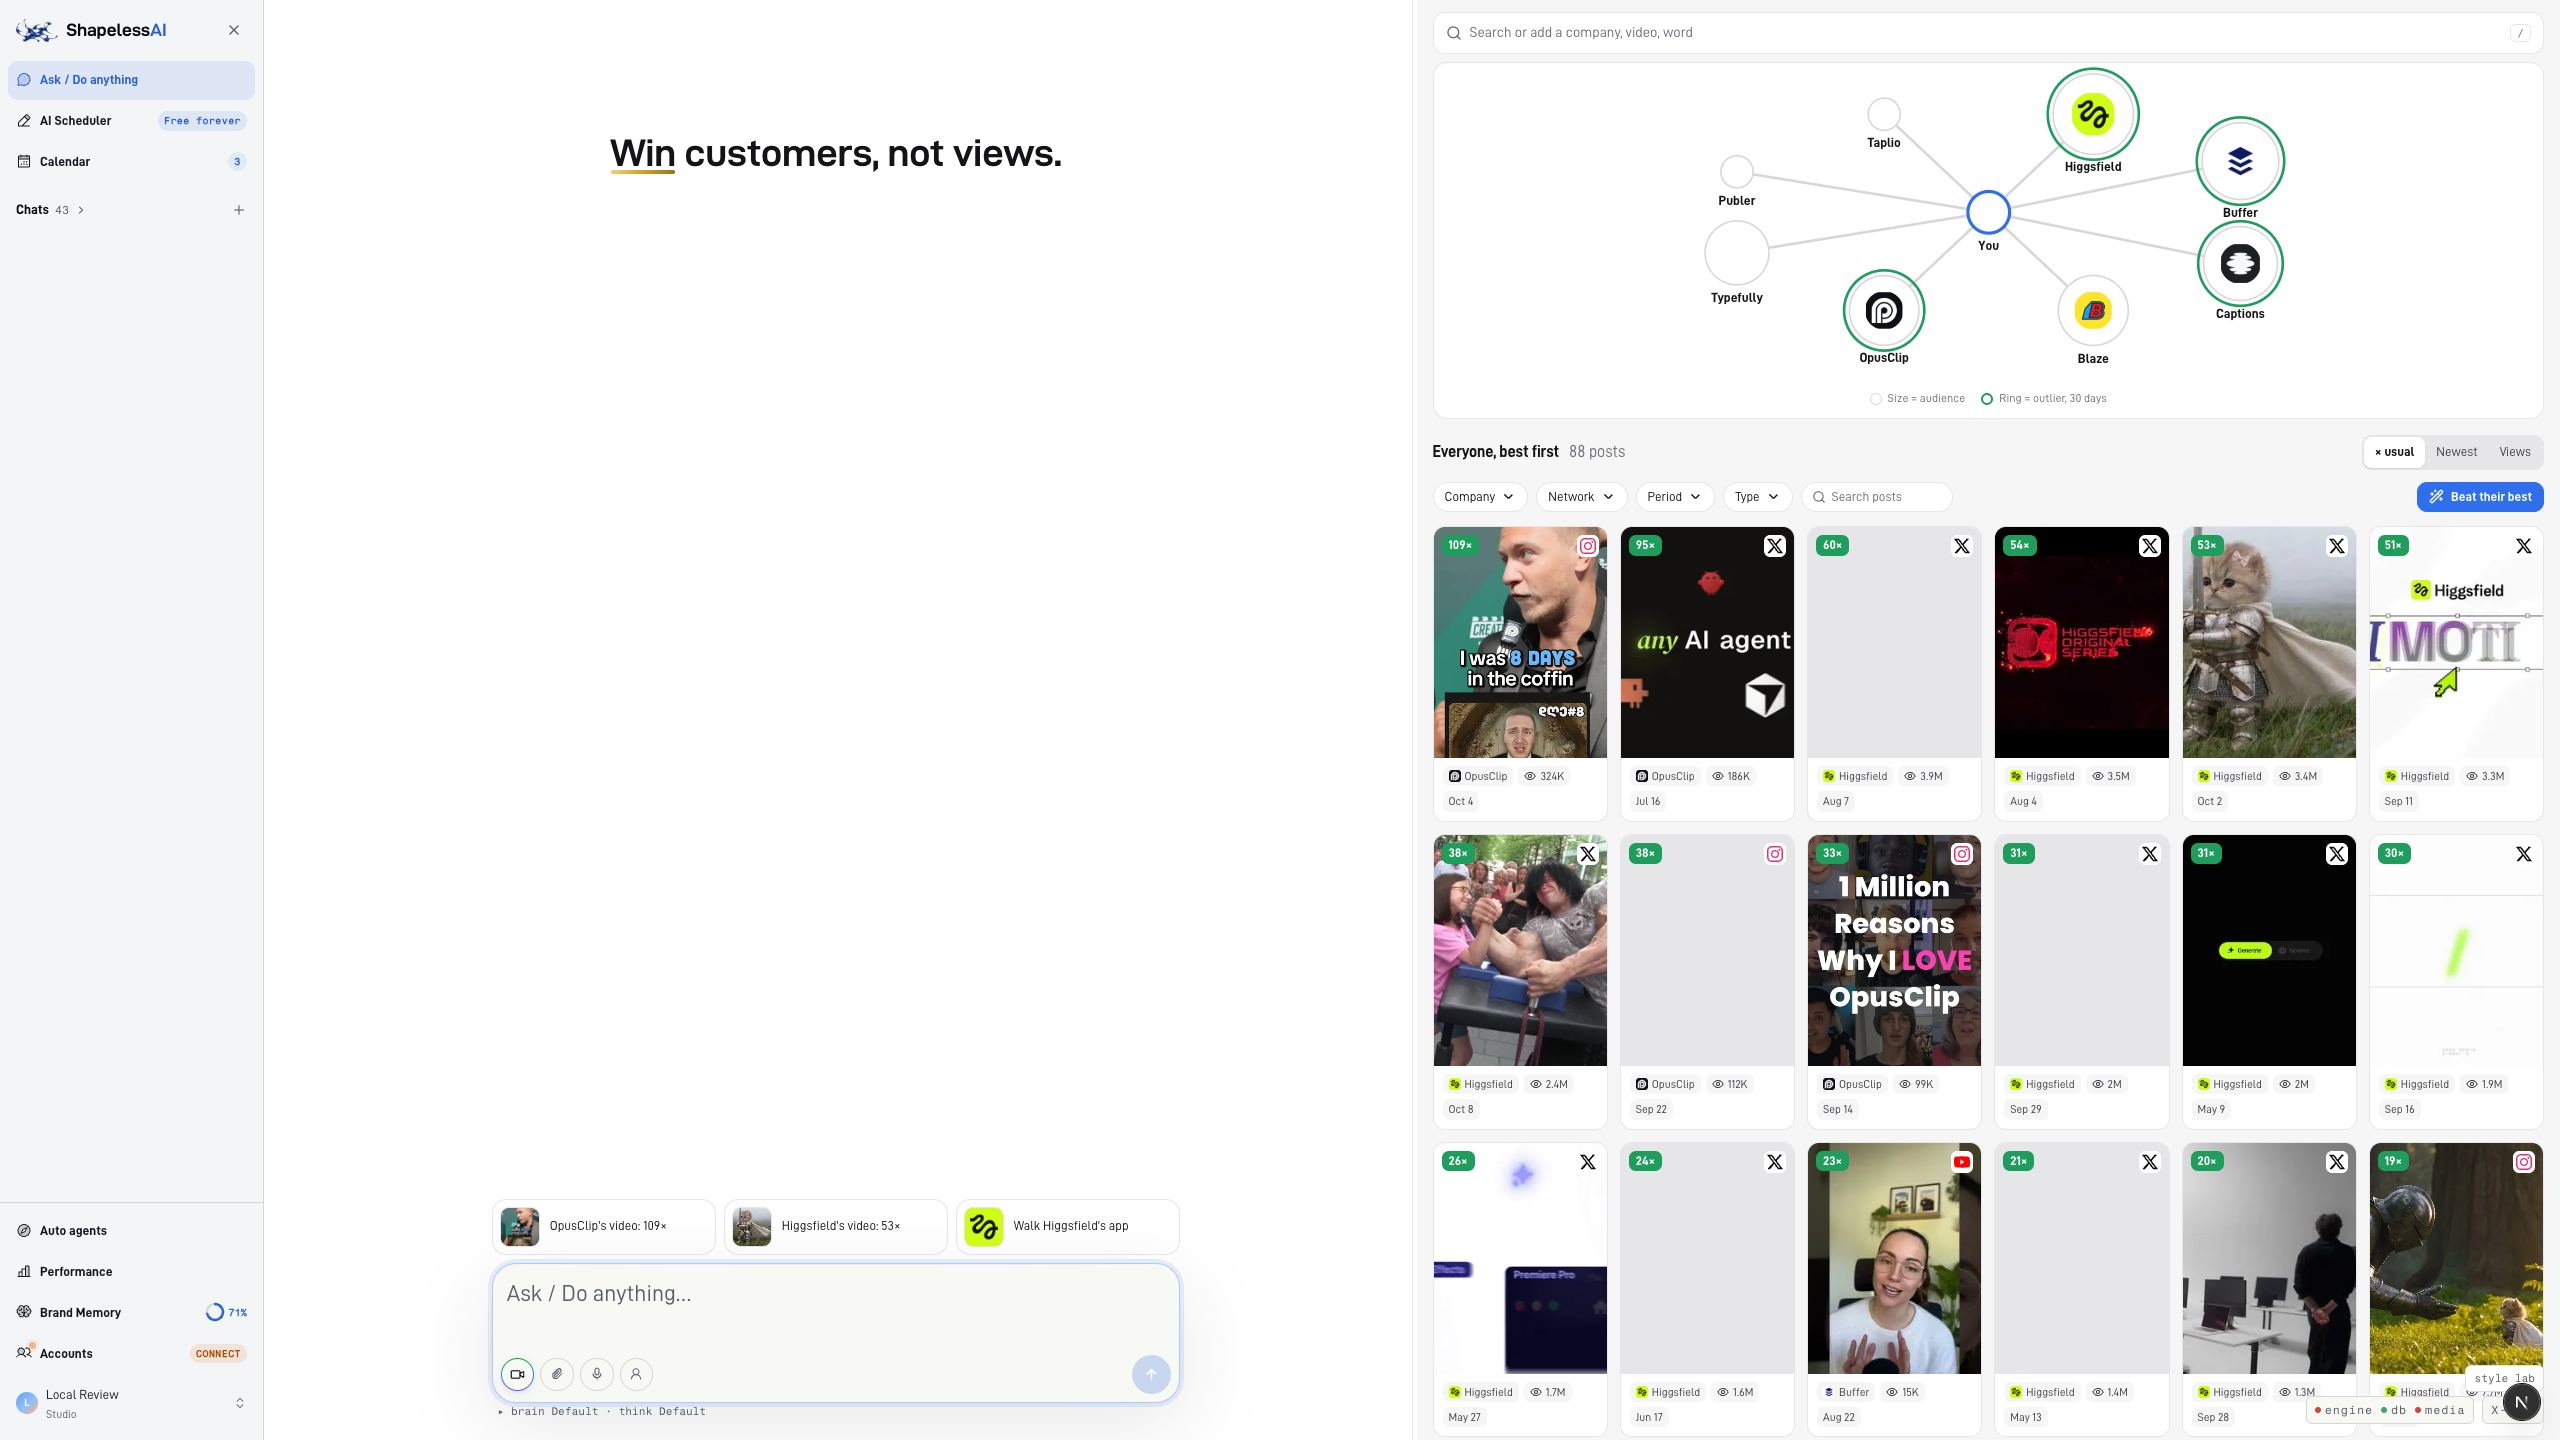 ShapelessAI
Ask / Do anything
AI Scheduler
Free forever
Calendar
3
Chats 43
Auto agents
Performance
Brand Memory
71%
Accounts
CONNECT
L
Local Review
Studio
Win customers, not views.
OpusClip's video: 109×
Higgsfield's video: 53×
Walk Higgsfield's app
Ask / Do anything...
brain Default · think Default
Search or add a company, video, word
/
Taplio
Higgsfield
Publer
Buffer
You
Typefully
Captions
OpusClip
Blaze
Size = audience
Ring = outlier, 30 days
Everyone, best first 88 posts
× usual
Newest
Views
Company
Network
Period
Type
Search posts
Beat their best
109×
CREAT
I was 8 DAYS
in the coffin
დღე#8
OpusClip 324K
Oct 4
95×
any AI agent
OpusClip 186K
Jul 16
60×
Higgsfield 3.9M
Aug 7
54×
HIGGSFIELD
ORIGINAL
SERIES
Higgsfield 3.5M
Aug 4
53×
Higgsfield 3.4M
Oct 2
51×
Higgsfield
MOTI
Higgsfield 3.3M
Sep 11
38×
Higgsfield 2.4M
Oct 8
38×
OpusClip 112K
Sep 22
33×
1 Million
Reasons
Why I LOVE
OpusClip
OpusClip 99K
Sep 14
31×
Higgsfield 2M
Sep 29
31×
Generate
Science
Higgsfield 2M
May 9
30×
Higgsfield 1.9M
Sep 16
26×
Premiere Pro
Higgsfield 1.7M
May 27
24×
Higgsfield 1.6M
Jun 17
23×
Buffer 15K
Aug 22
21×
Higgsfield 1.4M
May 13
20×
Higgsfield 1.3M
Sep 28
19×
Higgsfield
style lab
engine db media
X
N